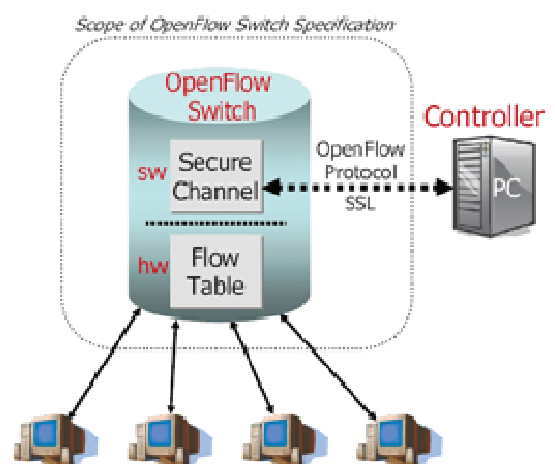 Scope of OpenFlow Switch Specification
OpenFlow
Switch
Controller
sw
Secure
Channel
OpenFlow
Protocol
SSL
PC
hw
Flow
Table